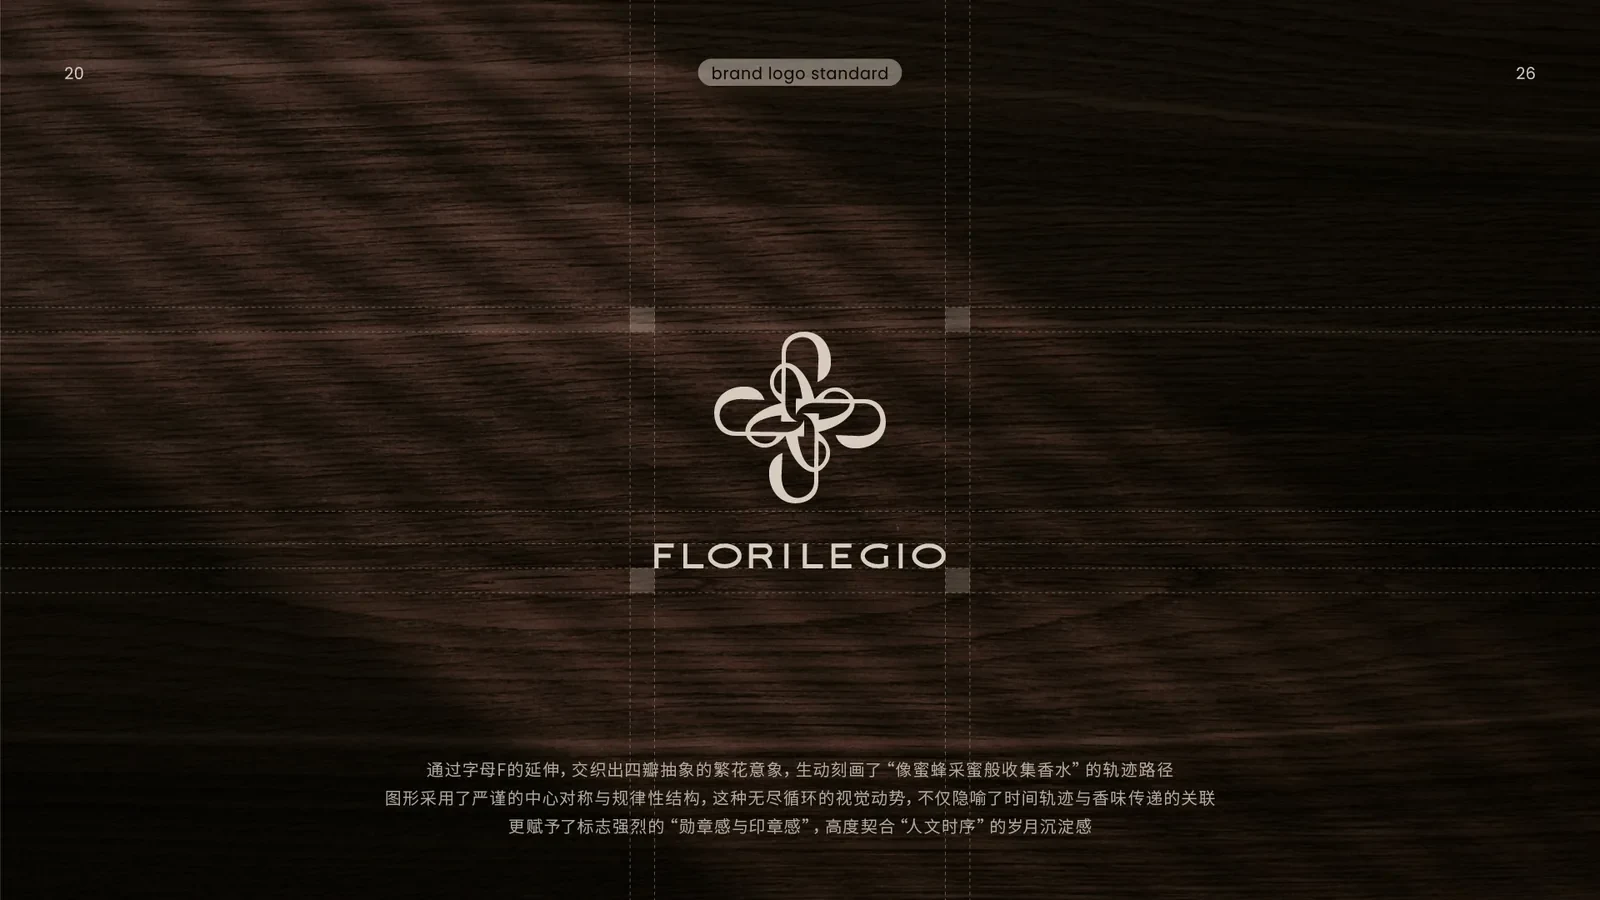 20
brand logo standard
26
FLORILEGIO
通过字母F的延伸，交织出四瓣抽象的繁花意象，生动刻画了“像蜜蜂采蜜般收集香水”的轨迹路径
图形采用了严谨的中心对称与规律性结构，这种无尽循环的视觉动势，不仅隐喻了时间轨迹与香味传递的关联
更赋予了标志强烈的“勋章感与印章感”，高度契合“人文时序”的岁月沉淀感